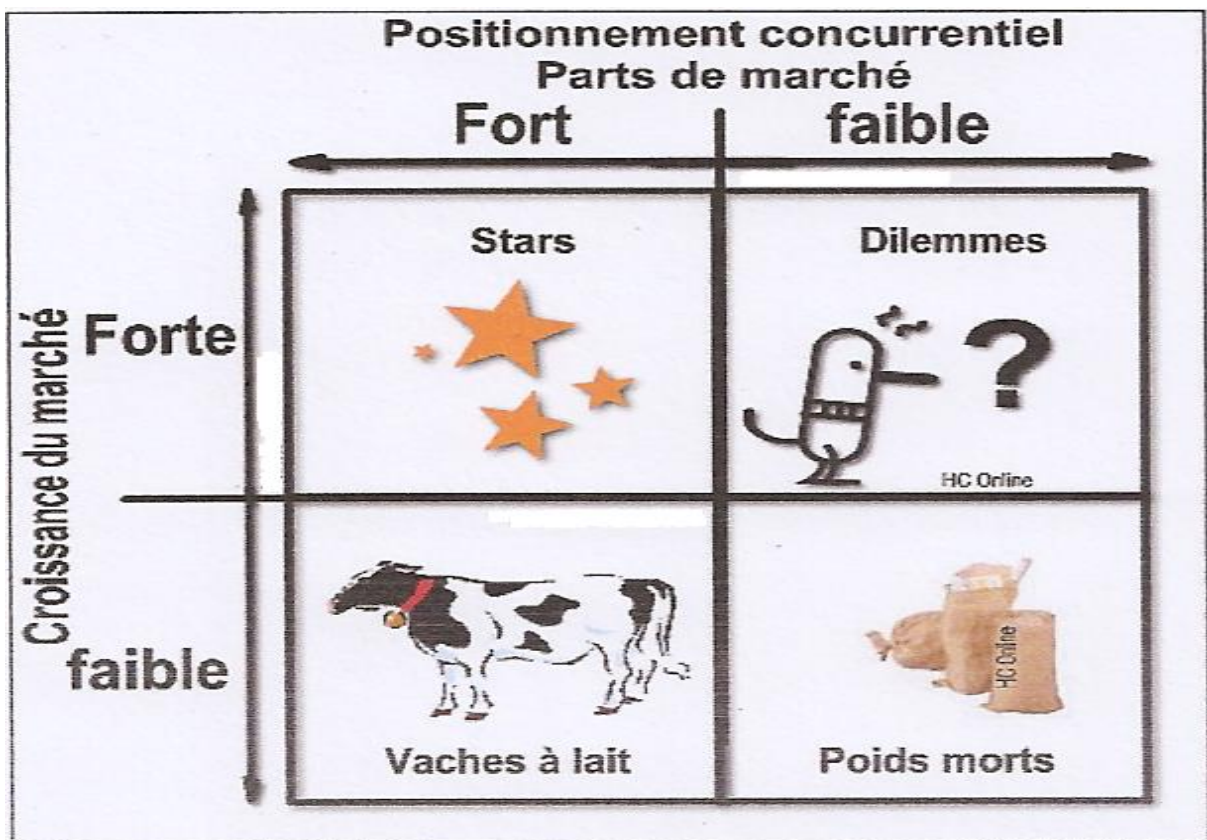 Positionnement concurrentiel
Parts de marché
Fort
faible
Stars
Dilemmes
Croissance du marché
Forte
?
HC Online
faible
HC Online
Vaches à lait
Poids morts